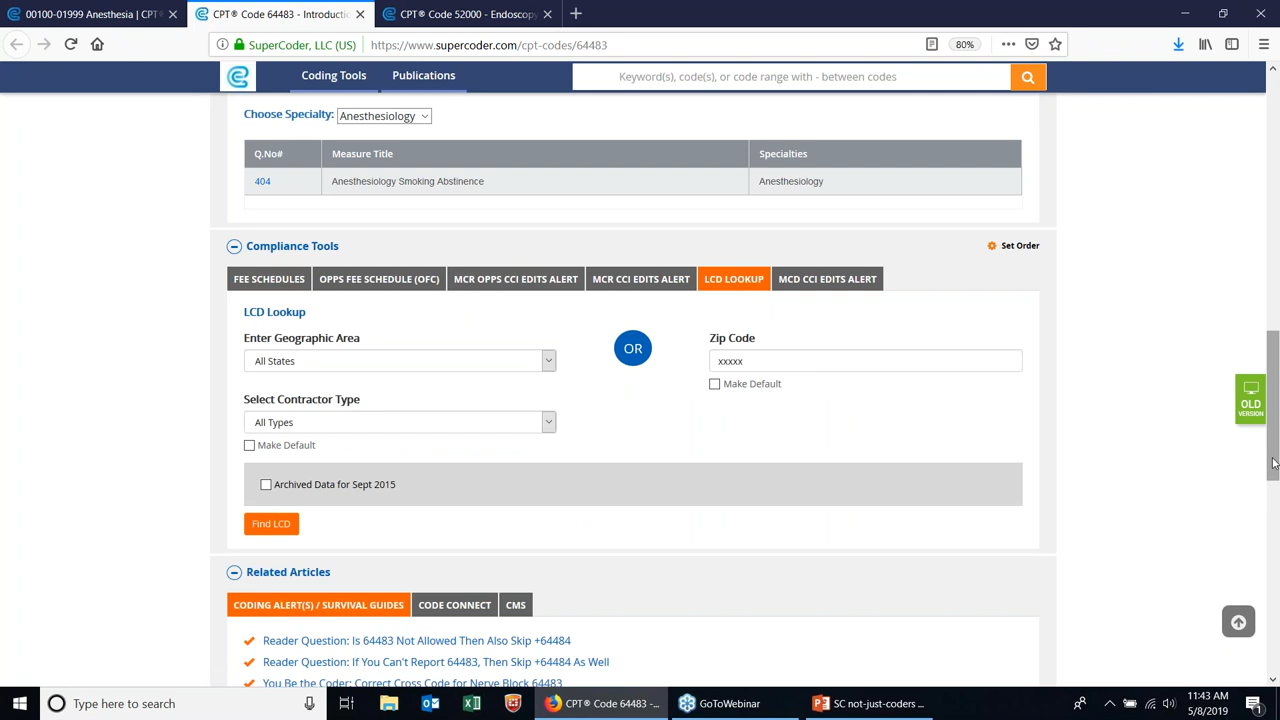 00100-01999 Anesthesia | CPT®
CPT® Code 64483 - Introductio
CPT® Code 52000 - Endoscopy
SuperCoder, LLC (US)
https://www.supercoder.com/cpt-codes/64483
80%
Coding Tools
Publications
Keyword(s), code(s), or code range with - between codes
Choose Specialty: Anesthesiology
Q.No# Measure Title Specialties
404 Anesthesiology Smoking Abstinence Anesthesiology
Compliance Tools
Set Order
FEE SCHEDULES OPPS FEE SCHEDULE (OFC) MCR OPPS CCI EDITS ALERT MCR CCI EDITS ALERT LCD LOOKUP MCD CCI EDITS ALERT
LCD Lookup
Enter Geographic Area
All States
OR
Zip Code
xxxxx
Make Default
Select Contractor Type
All Types
Make Default
OLD
VERSION
Archived Data for Sept 2015
Find LCD
Related Articles
CODING ALERT(S) / SURVIVAL GUIDES CODE CONNECT CMS
Reader Question: Is 64483 Not Allowed Then Also Skip +64484
Reader Question: If You Can't Report 64483, Then Skip +64484 As Well
You Be the Coder: Correct Cross Code for Nerve Block 64483
Type here to search
CPT® Code 64483 -...
GoToWebinar
SC not-just-coders ...
11:43 AM
5/8/2019
1